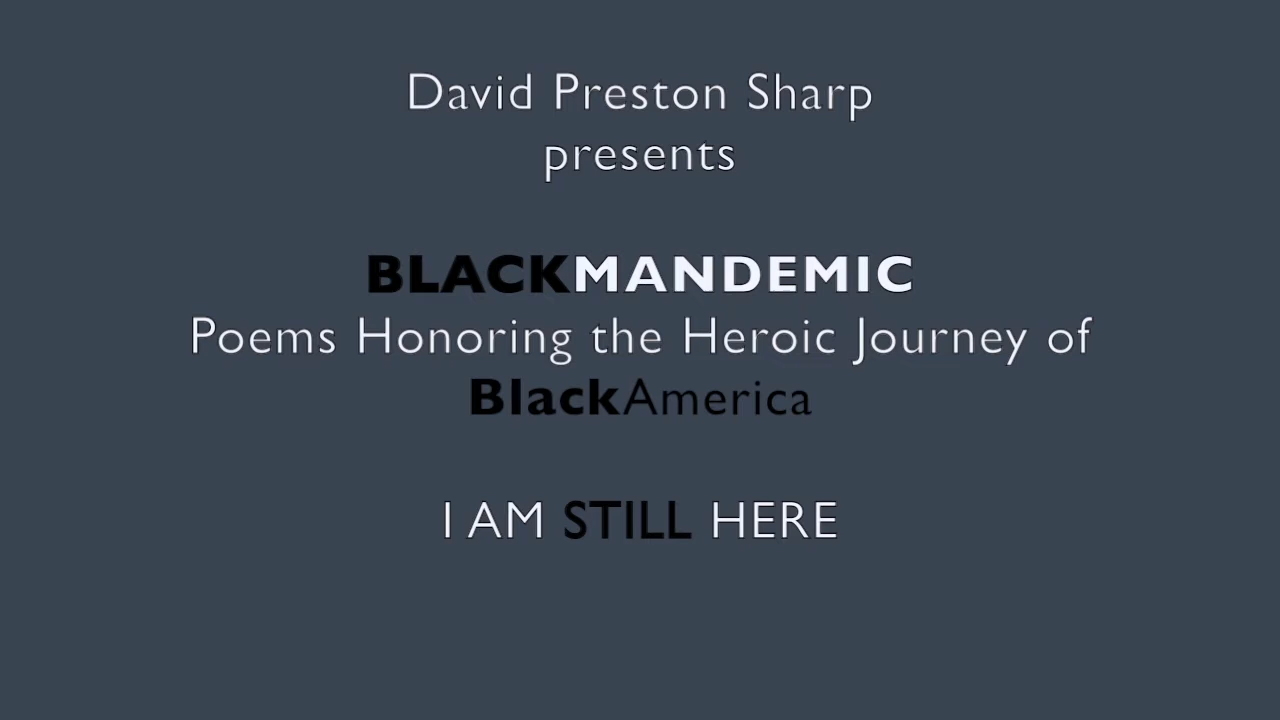 David Preston Sharp
presents
BLACKMANDEMIC
Poems Honoring the Heroic Journey of
BlackAmerica
I AM STILL HERE